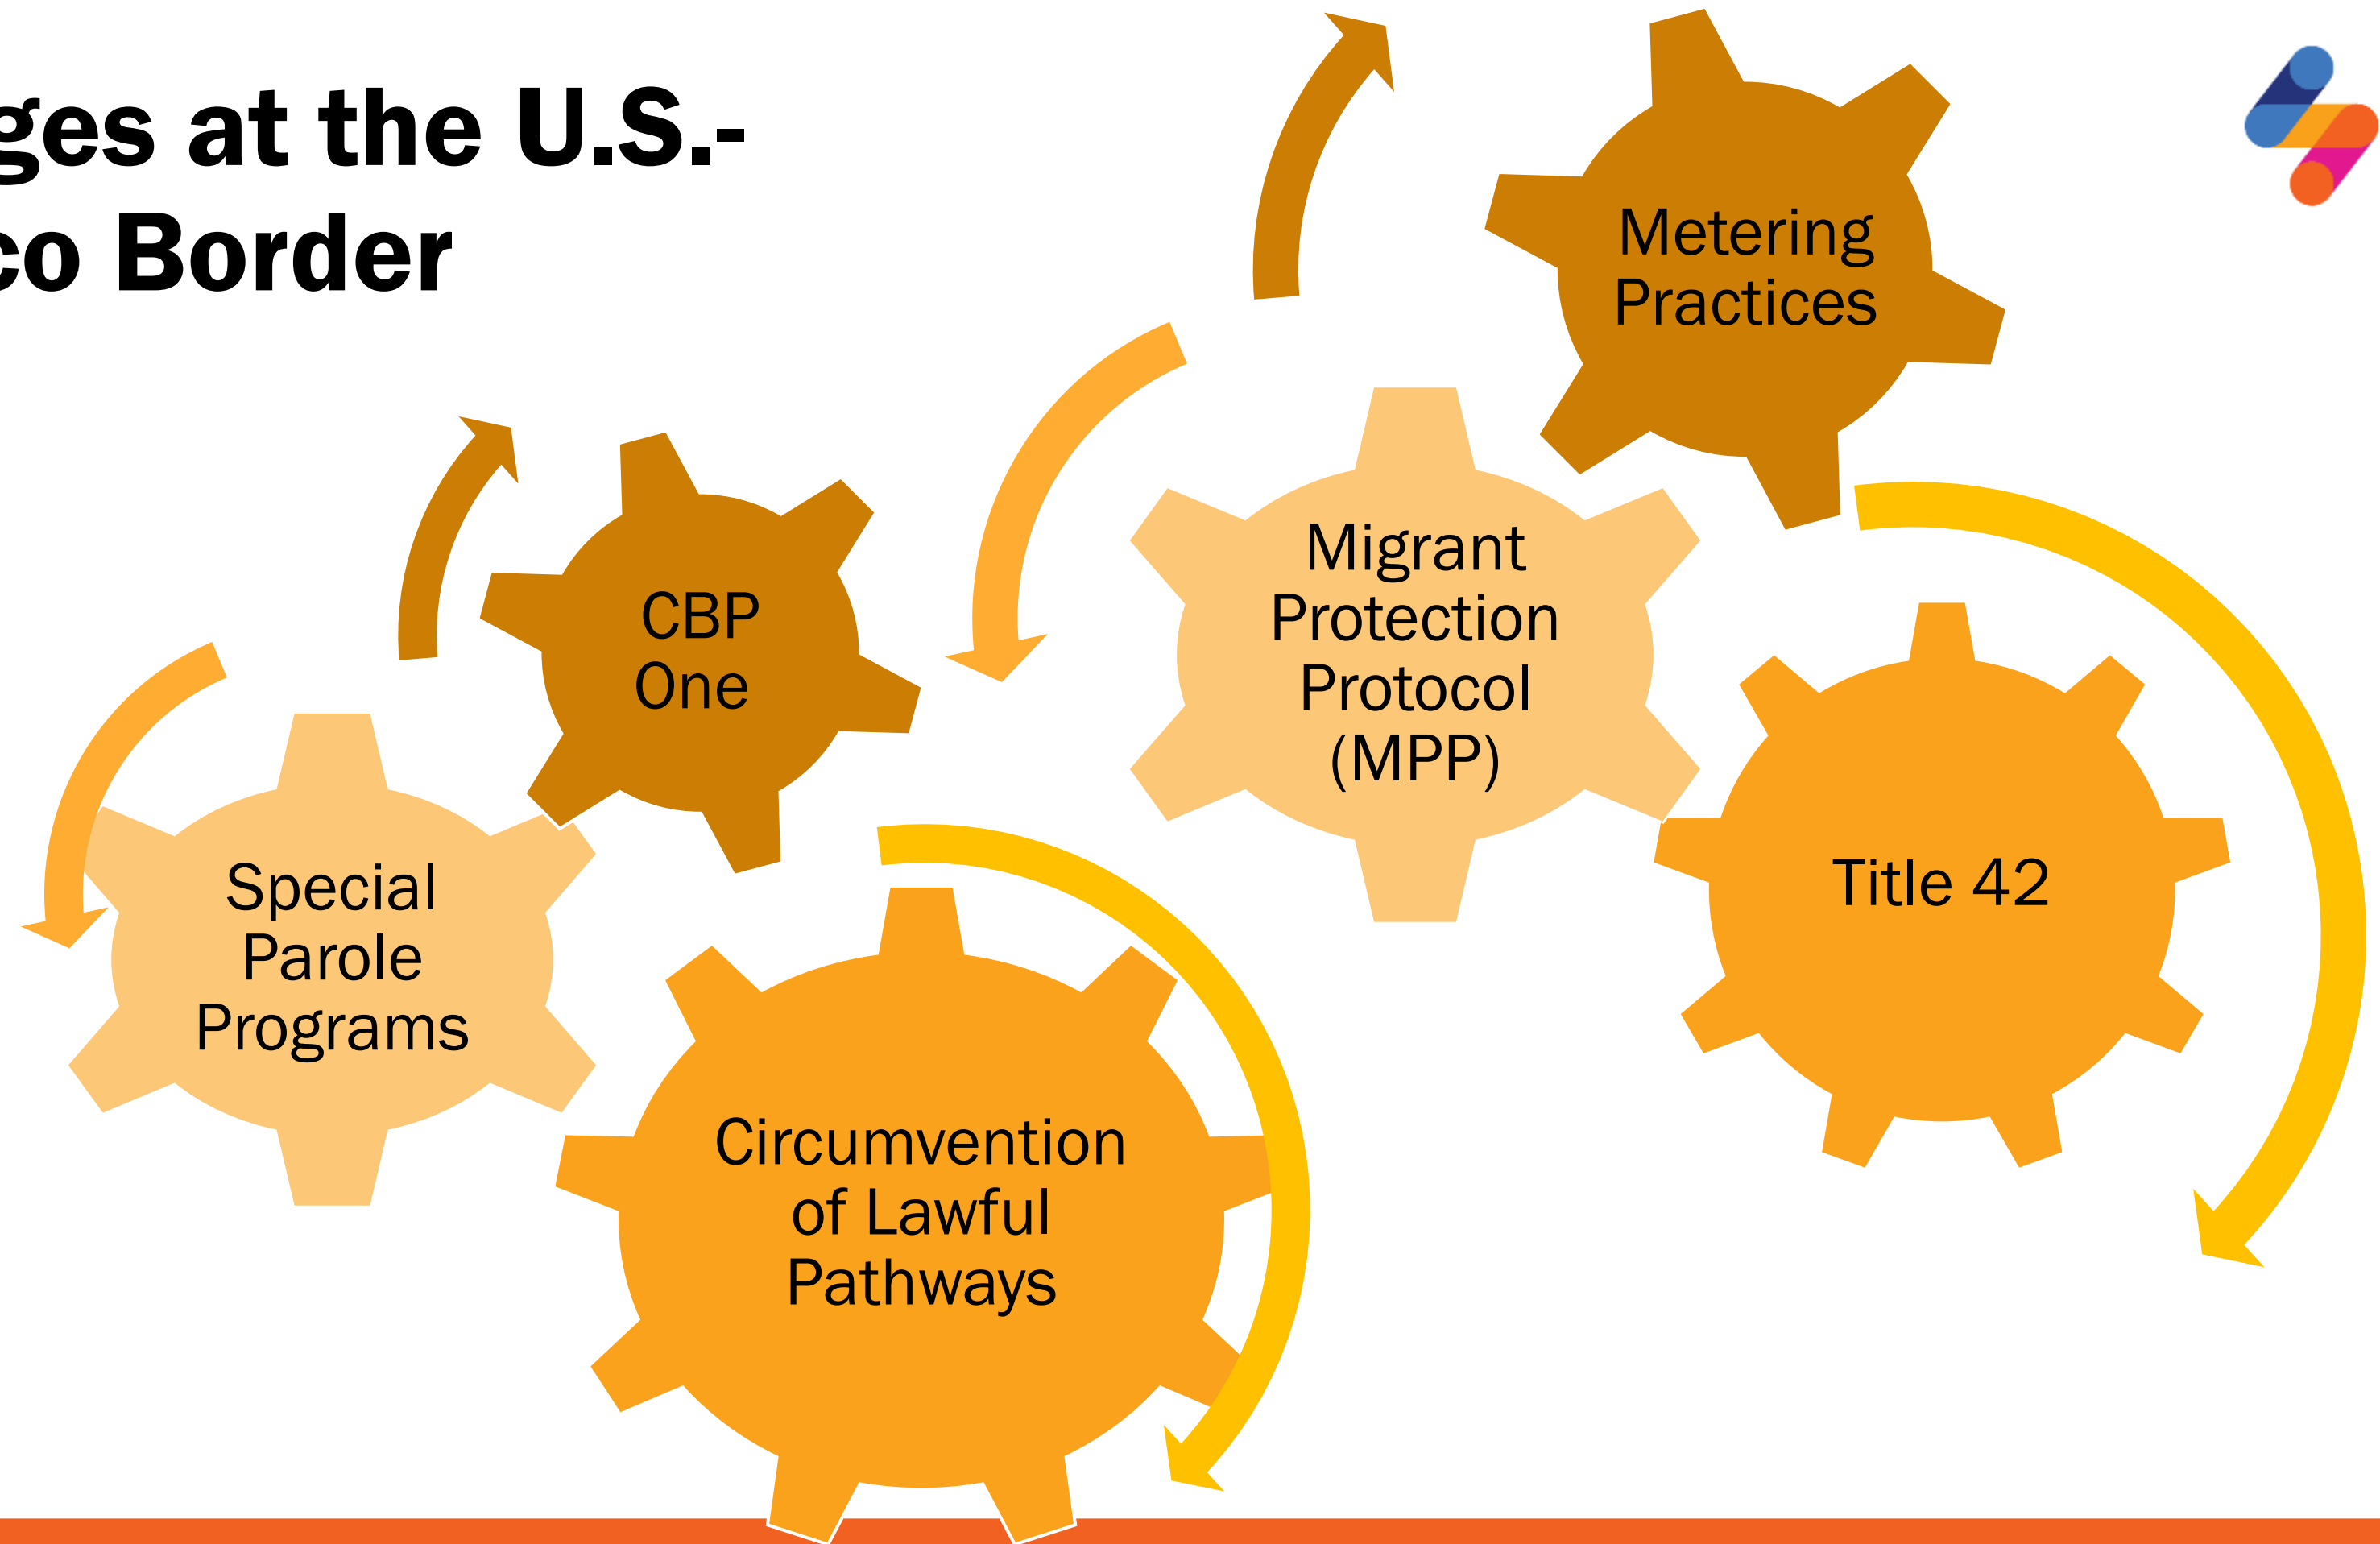 ges at the U.S.-
co Border
Metering
Practices
CBP
One
Migrant
Protection
Protocol
(MPP)
Special
Parole
Programs
Title 42
Circumvention
of Lawful
Pathways